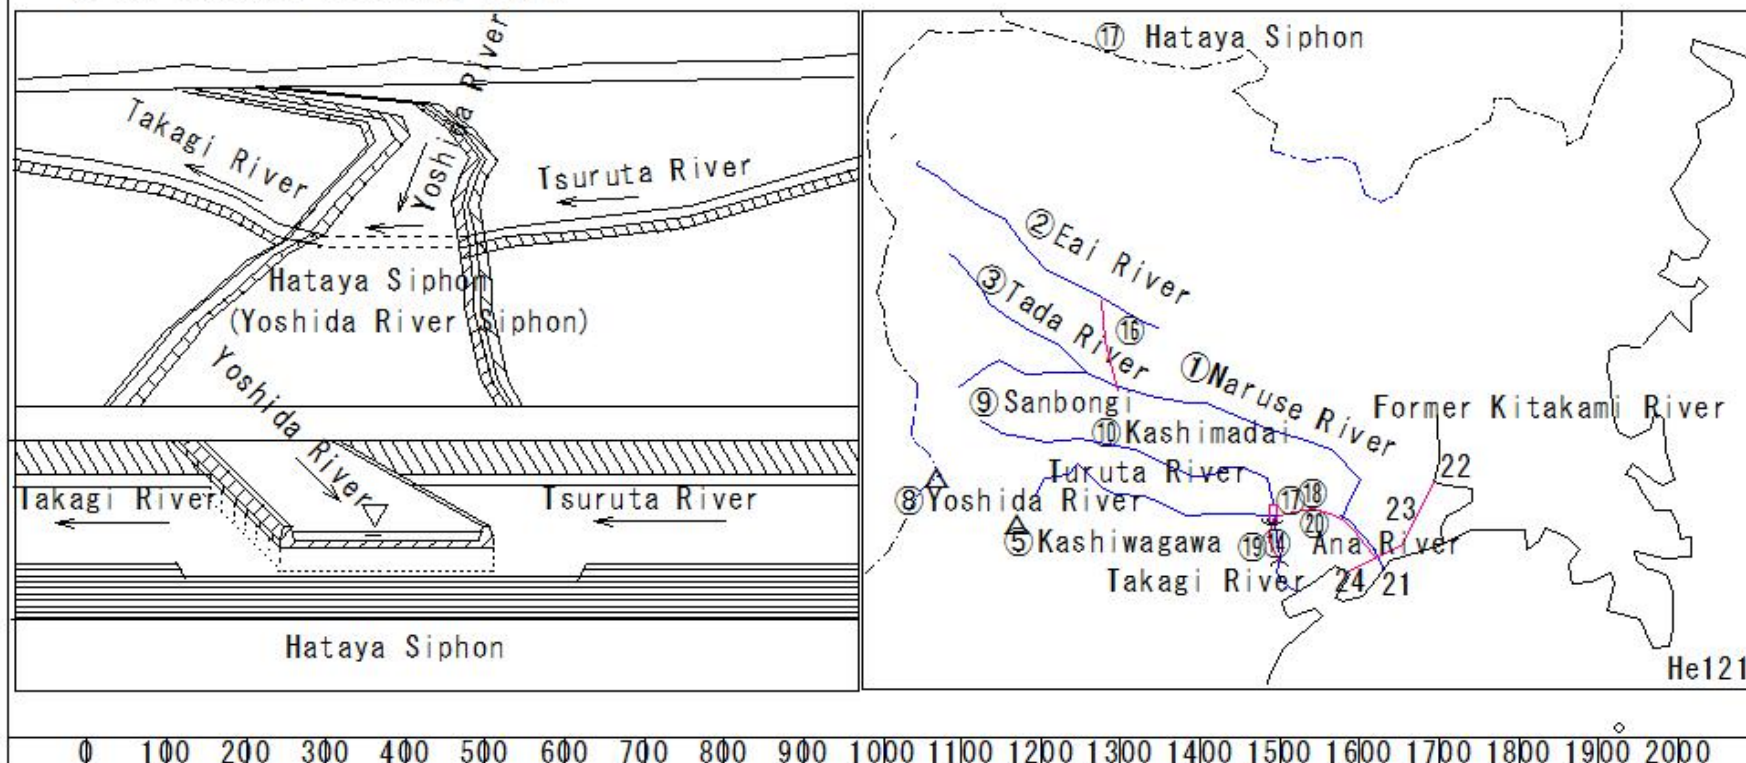 Takagi River
Yoshida River
Tsuruta River
Hataya Siphon
(Yoshida River Siphon)
Yoshida River
Takagi River
Tsuruta River
Hataya Siphon
⑰ Hataya Siphon
②Eai River
③Tada River
⑯
①Naruse River
⑨Sanbongi
Former Kitakami River
⑩Kashimadai
Turuta River
22
⑧Yoshida River
⑰⑱
23
⑤Kashiwagawa
⑲⑭
⑳
Ana River
Takagi River
24
21
He121
0 100 200 300 400 500 600 700 800 900 1000 1100 1200 1300 1400 1500 1600 1700 1800 1900 2000